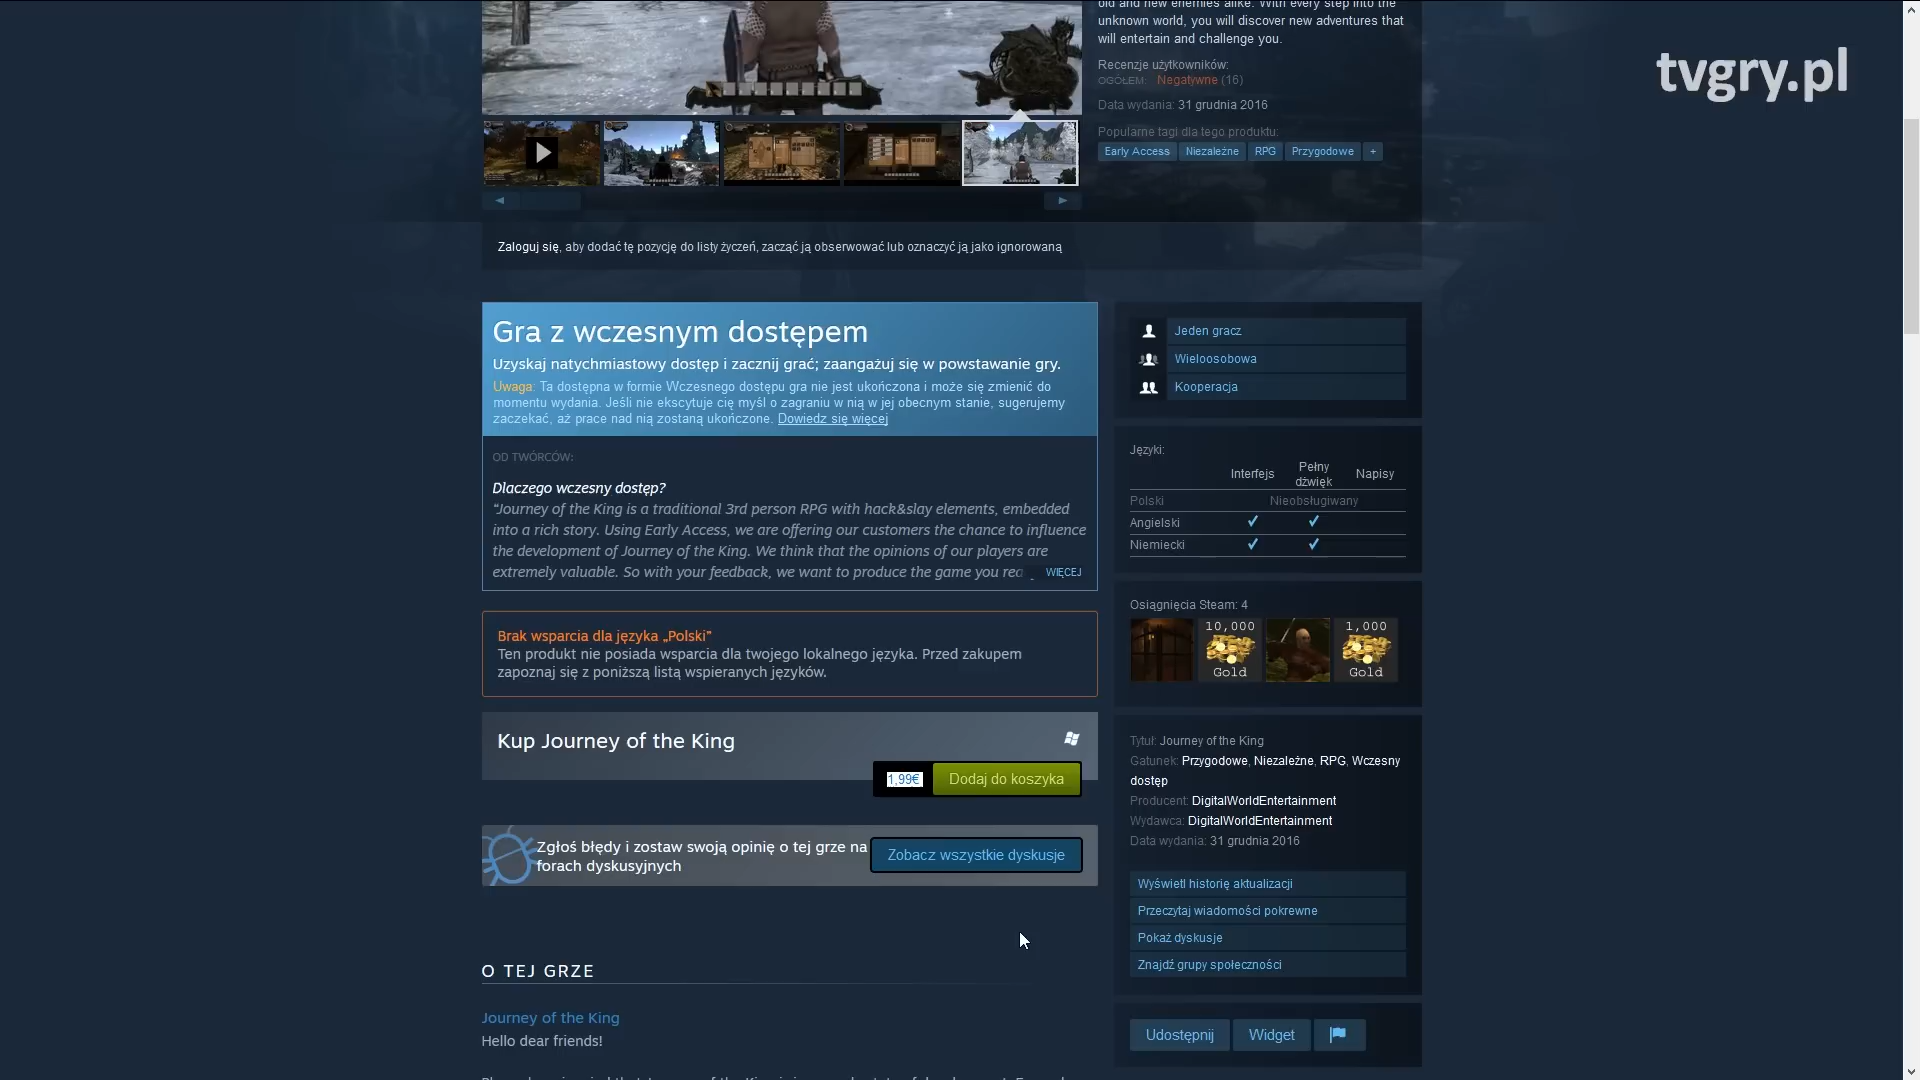 old and new enemies alike. With every step into the
unknown world, you will discover new adventures that
will entertain and challenge you.
tvgry.pl
Recenzje użytkowników:
OGÓŁEM: Negatywne (16)
Data wydania: 31 grudnia 2016
Popularne tagi dla tego produktu:
Early Access Niezależne RPG Przygodowe +
Zaloguj się, aby dodać tę pozycję do listy życzeń, zacząć ją obserwować lub oznaczyć ją jako ignorowaną
Gra z wczesnym dostępem
Uzyskaj natychmiastowy dostęp i zacznij grać; zaangażuj się w powstawanie gry.
Uwaga: Ta dostępna w formie Wczesnego dostępu gra nie jest ukończona i może się zmienić do
momentu wydania. Jeśli nie ekscytuje cię myśl o zagraniu w nią w jej obecnym stanie, sugerujemy
zaczekać, aż prace nad nią zostaną ukończone. Dowiedz się więcej
OD TWÓRCÓW:
Dlaczego wczesny dostęp?
“Journey of the King is a traditional 3rd person RPG with hack&slay elements, embedded
into a rich story. Using Early Access, we are offering our customers the chance to influence
the development of Journey of the King. We think that the opinions of our players are
extremely valuable. So with your feedback, we want to produce the game you rea
WIĘCEJ
Brak wsparcia dla języka „Polski”
Ten produkt nie posiada wsparcia dla twojego lokalnego języka. Przed zakupem
zapoznaj się z poniższą listą wspieranych języków.
Kup Journey of the King
1,99€ Dodaj do koszyka
Zgłoś błędy i zostaw swoją opinię o tej grze na
forach dyskusyjnych
Zobacz wszystkie dyskusje
O TEJ GRZE
Journey of the King
Hello dear friends!
Jeden gracz
Wieloosobowa
Kooperacja
Języki:
Interfejs Pełny dźwięk Napisy
Polski Nieobsługiwany
Angielski ✓ ✓
Niemiecki ✓ ✓
Osiągnięcia Steam: 4
10,000 1,000
Gold Gold
Tytuł: Journey of the King
Gatunek: Przygodowe, Niezależne, RPG, Wczesny
dostęp
Producent: DigitalWorldEntertainment
Wydawca: DigitalWorldEntertainment
Data wydania: 31 grudnia 2016
Wyświetl historię aktualizacji
Przeczytaj wiadomości pokrewne
Pokaż dyskusje
Znajdź grupy społeczności
Udostępnij Widget